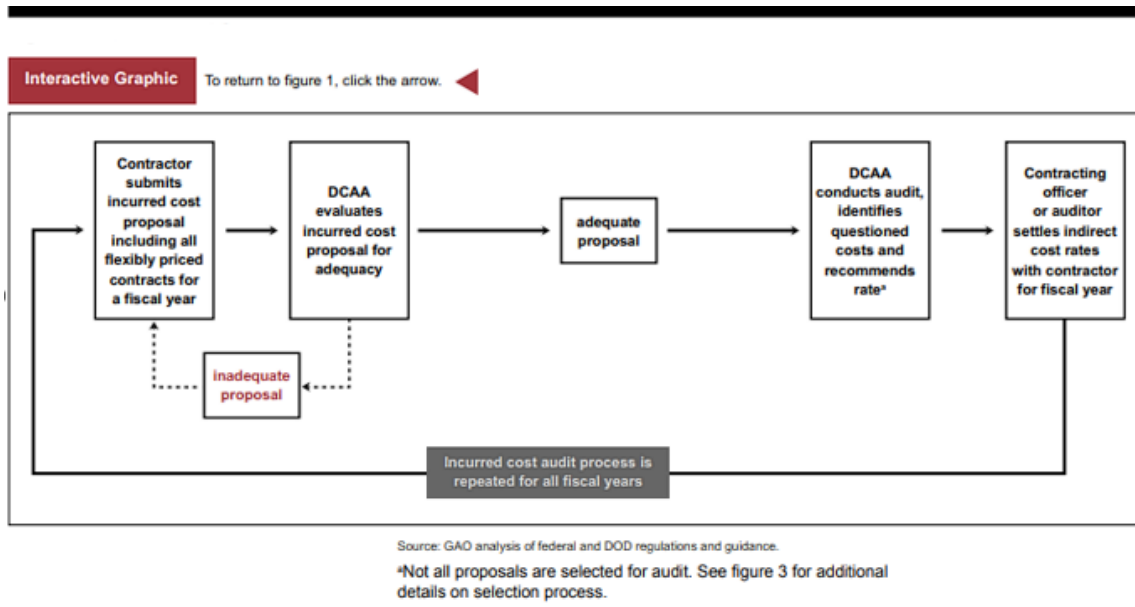 Interactive Graphic
To return to figure 1, click the arrow.
Contractor
submits
incurred cost
proposal
including all
flexibly priced
contracts for
a fiscal year
DCAA
evaluates
incurred cost
proposal for
adequacy
adequate
proposal
DCAA
conducts audit,
identifies
questioned
costs and
recommends
rateª
Contracting
officer
or auditor
settles indirect
cost rates
with contractor
for fiscal year
inadequate
proposal
Incurred cost audit process is
repeated for all fiscal years
Source: GAO analysis of federal and DOD regulations and guidance.
ªNot all proposals are selected for audit. See figure 3 for additional
details on selection process.